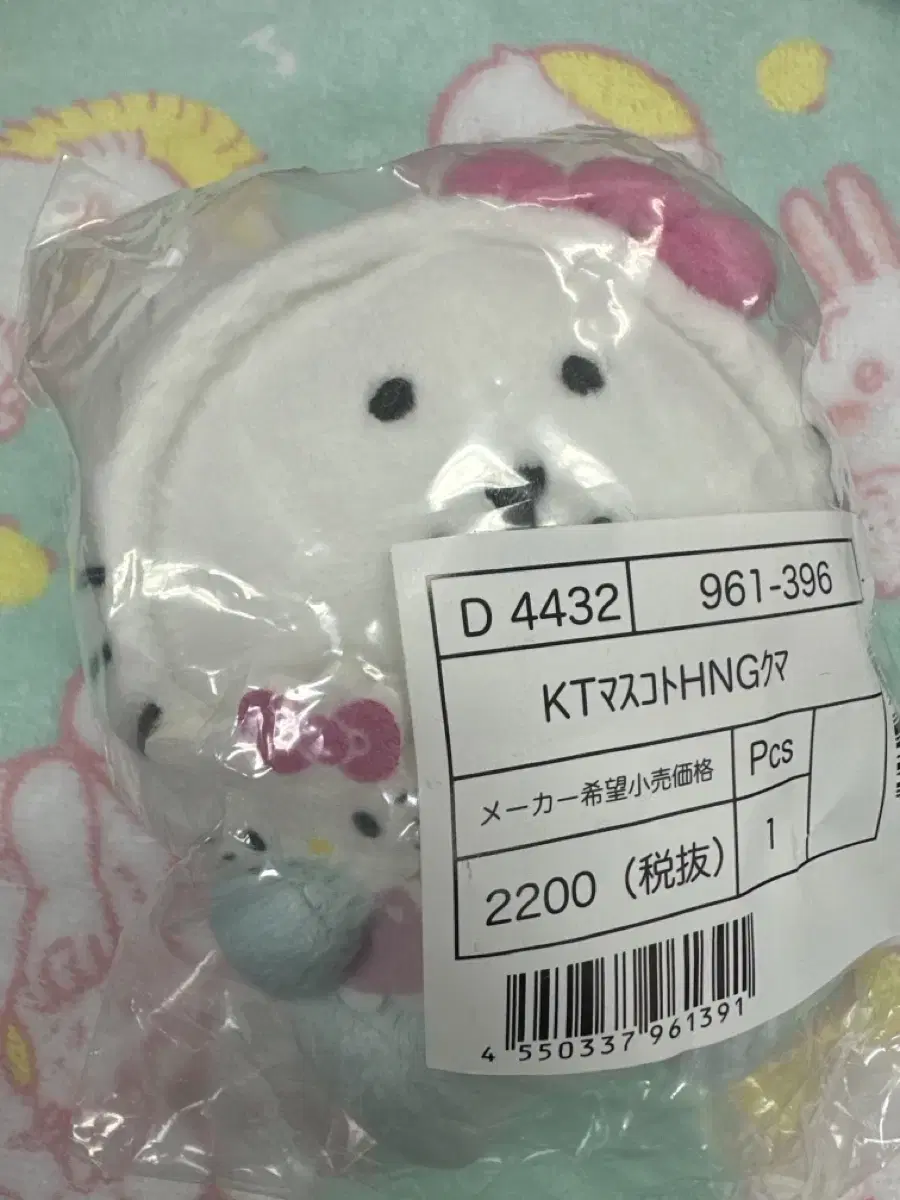 D 4432 961-396
KTﾏｽｺﾄHNGｸﾏ
メーカー希望小売価格 Pcs
2200（税抜） 1
4 550337 961391